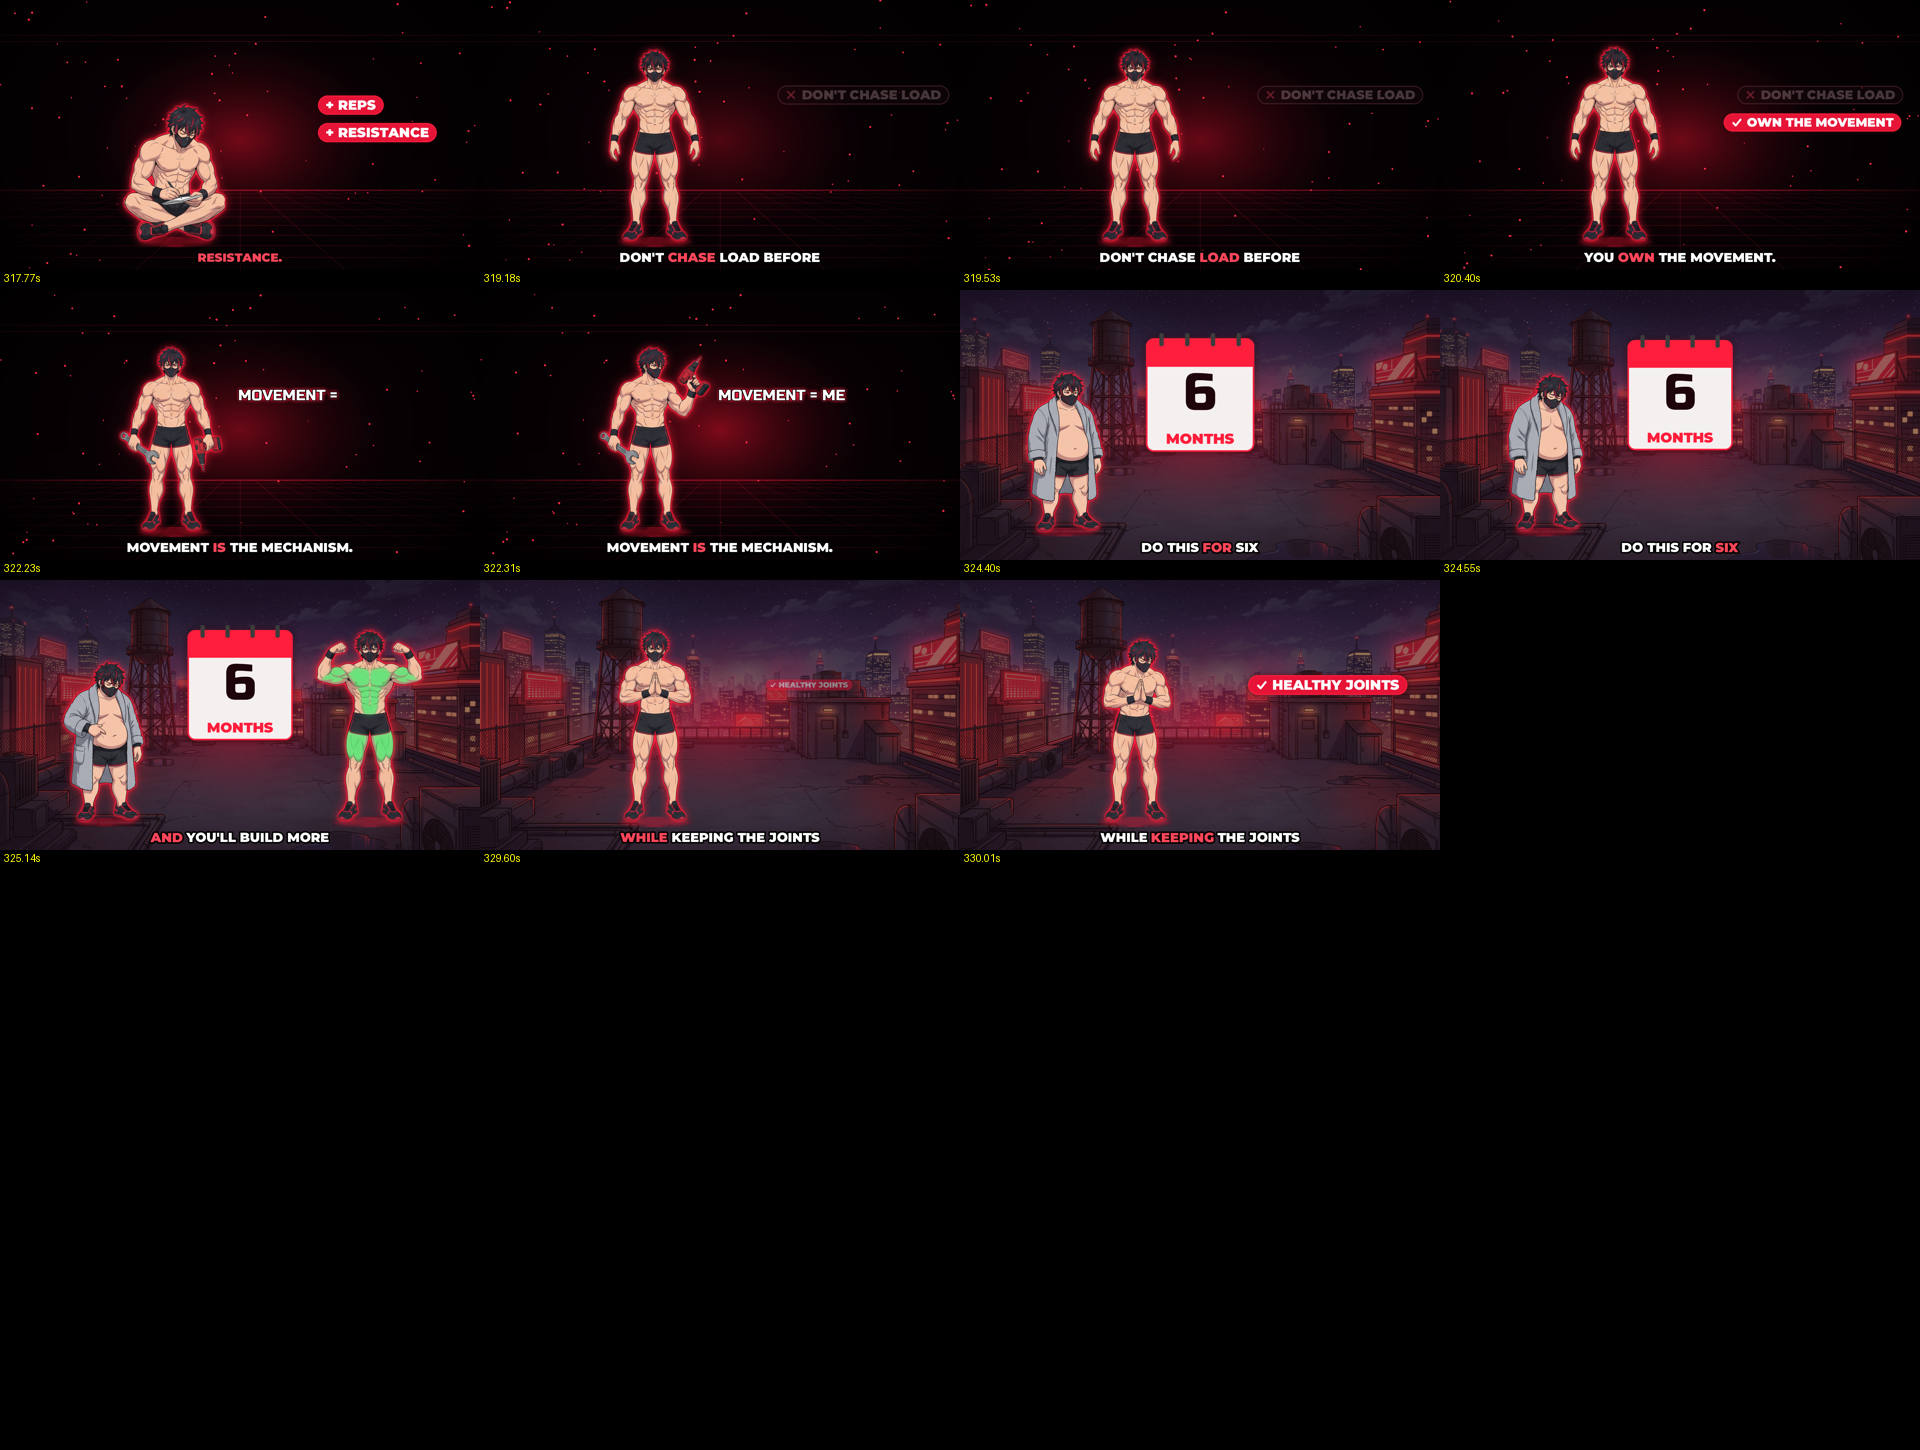 + REPS
+ RESISTANCE
RESISTANCE.
317.77s
× DON'T CHASE LOAD
DON'T CHASE LOAD BEFORE
319.18s
× DON'T CHASE LOAD
DON'T CHASE LOAD BEFORE
319.53s
× DON'T CHASE LOAD
✓ OWN THE MOVEMENT
YOU OWN THE MOVEMENT.
320.40s
MOVEMENT =
MOVEMENT IS THE MECHANISM.
322.23s
MOVEMENT = ME
MOVEMENT IS THE MECHANISM.
322.31s
6
MONTHS
DO THIS FOR SIX
324.40s
6
MONTHS
DO THIS FOR SIX
324.55s
6
MONTHS
AND YOU'LL BUILD MORE
325.14s
✓ HEALTHY JOINTS
WHILE KEEPING THE JOINTS
329.60s
✓ HEALTHY JOINTS
WHILE KEEPING THE JOINTS
330.01s